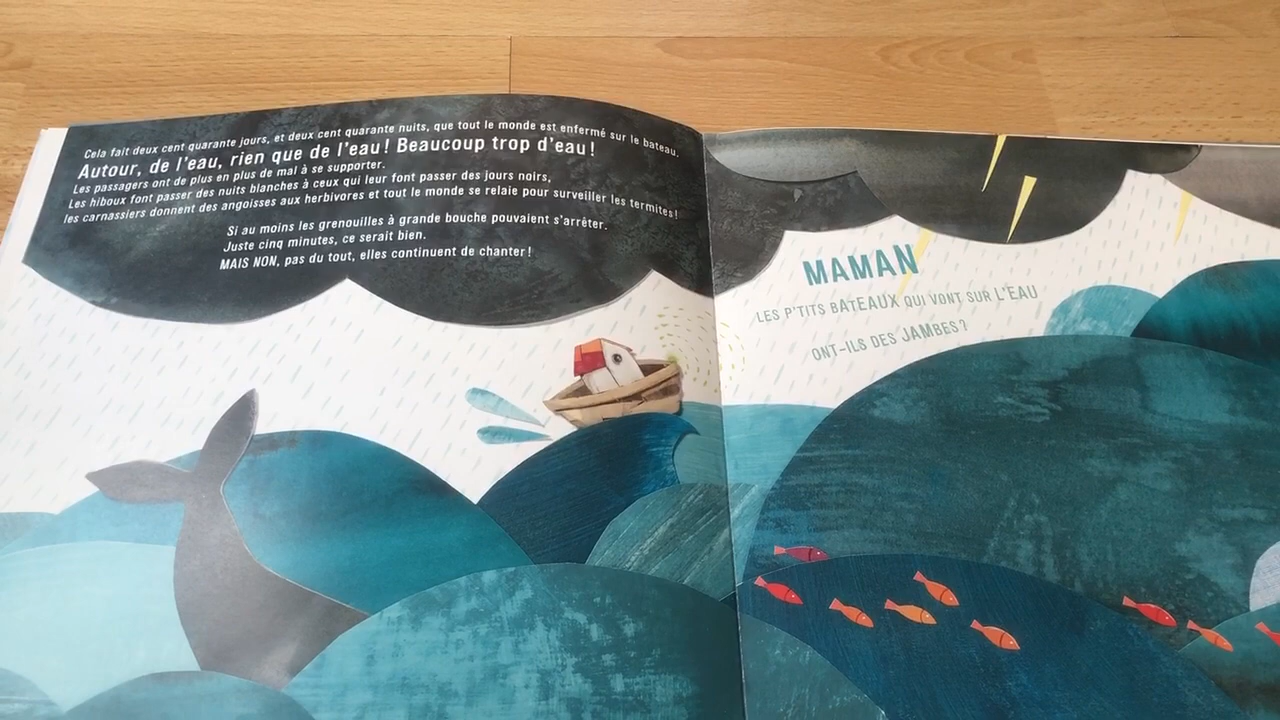 Cela fait deux cent quarante jours, et deux cent quarante nuits, que tout le monde est enfermé sur le bateau.
Autour, de l'eau, rien que de l'eau ! Beaucoup trop d'eau !
Les passagers ont de plus en plus de mal à se supporter.
Les hiboux font passer des nuits blanches à ceux qui leur font passer des jours noirs,
les carnassiers donnent des angoisses aux herbivores et tout le monde se relaie pour surveiller les termites !
Si au moins les grenouilles à grande bouche pouvaient s'arrêter.
Juste cinq minutes, ce serait bien.
MAIS NON, pas du tout, elles continuent de chanter !
MAMAN
LES P'TITS BATEAUX QUI VONT SUR L'EAU
ONT-ILS DES JAMBES ?